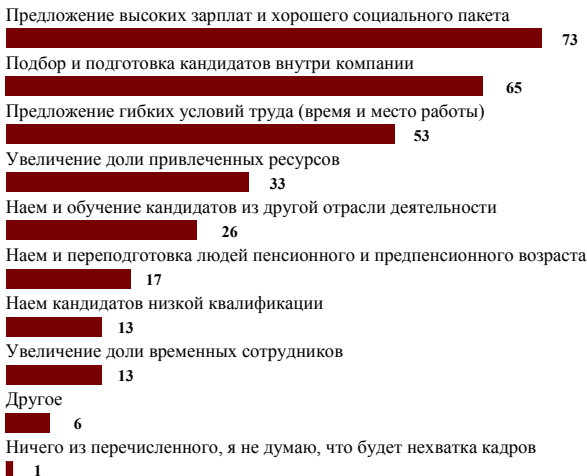 Предложение высоких зарплат и хорошего социального пакета
73
Подбор и подготовка кандидатов внутри компании
65
Предложение гибких условий труда (время и место работы)
53
Увеличение доли привлеченных ресурсов
33
Наем и обучение кандидатов из другой отрасли деятельности
26
Наем и переподготовка людей пенсионного и предпенсионного возраста
17
Наем кандидатов низкой квалификации
13
Увеличение доли временных сотрудников
13
Другое
6
Ничего из перечисленного, я не думаю, что будет нехватка кадров
1